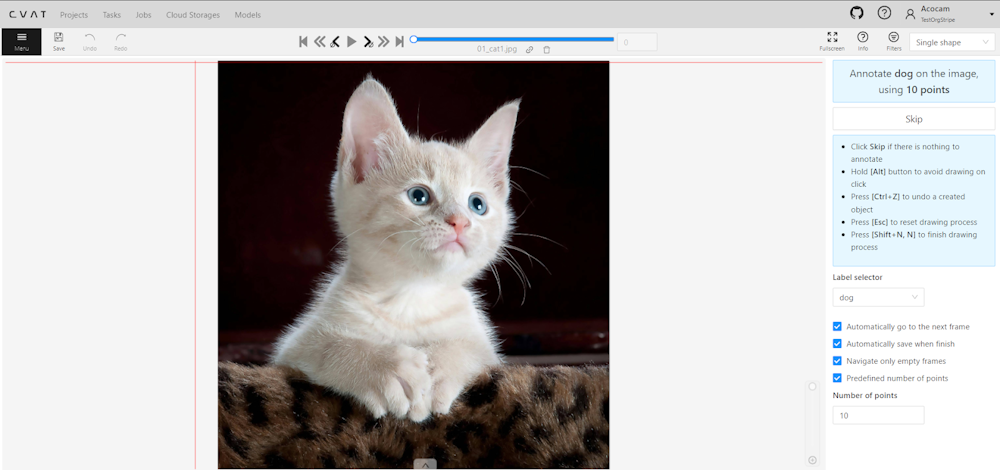 CVAT
Projects
Tasks
Jobs
Cloud Storages
Models
Acocam
TestOrgStripe
Menu
Save
Undo
Redo
01_cat1.jpg
0
Fullscreen
Info
Filters
Single shape
Annotate dog on the image,
using 10 points
Skip
Click Skip if there is nothing to
annotate
Hold [Alt] button to avoid drawing on
click
Press [Ctrl+Z] to undo a created
object
Press [Esc] to reset drawing process
Press [Shift+N, N] to finish drawing
process
Label selector
dog
Automatically go to the next frame
Automatically save when finish
Navigate only empty frames
Predefined number of points
Number of points
10